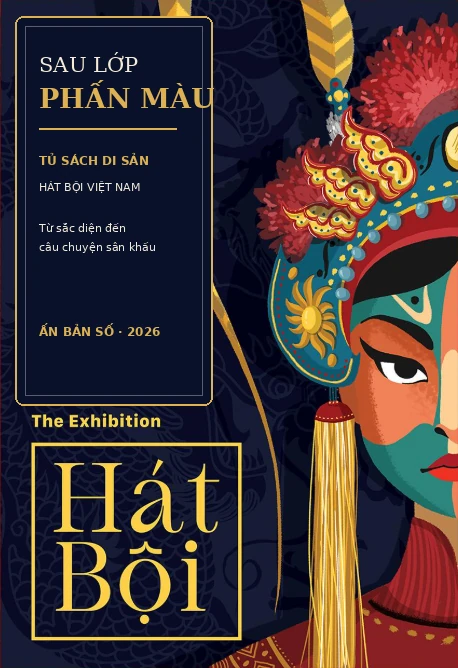 SAU LỚP
PHẤN MÀU
TỦ SÁCH DI SẢN
HÁT BỘI VIỆT NAM
Từ sắc diện đến
câu chuyện sân khấu
ẤN BẢN SỐ · 2026
The Exhibition
Hát
Bội